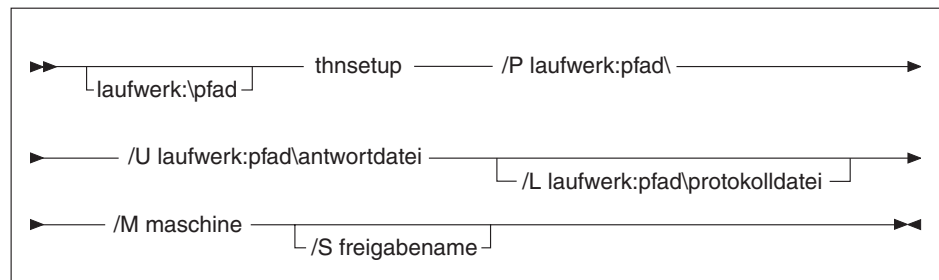 thnsetup /P laufwerk:pfad\
laufwerk:\pfad
/U laufwerk:pfad\antwortdatei
/L laufwerk:pfad\protokolldatei
/M maschine
/S freigabename